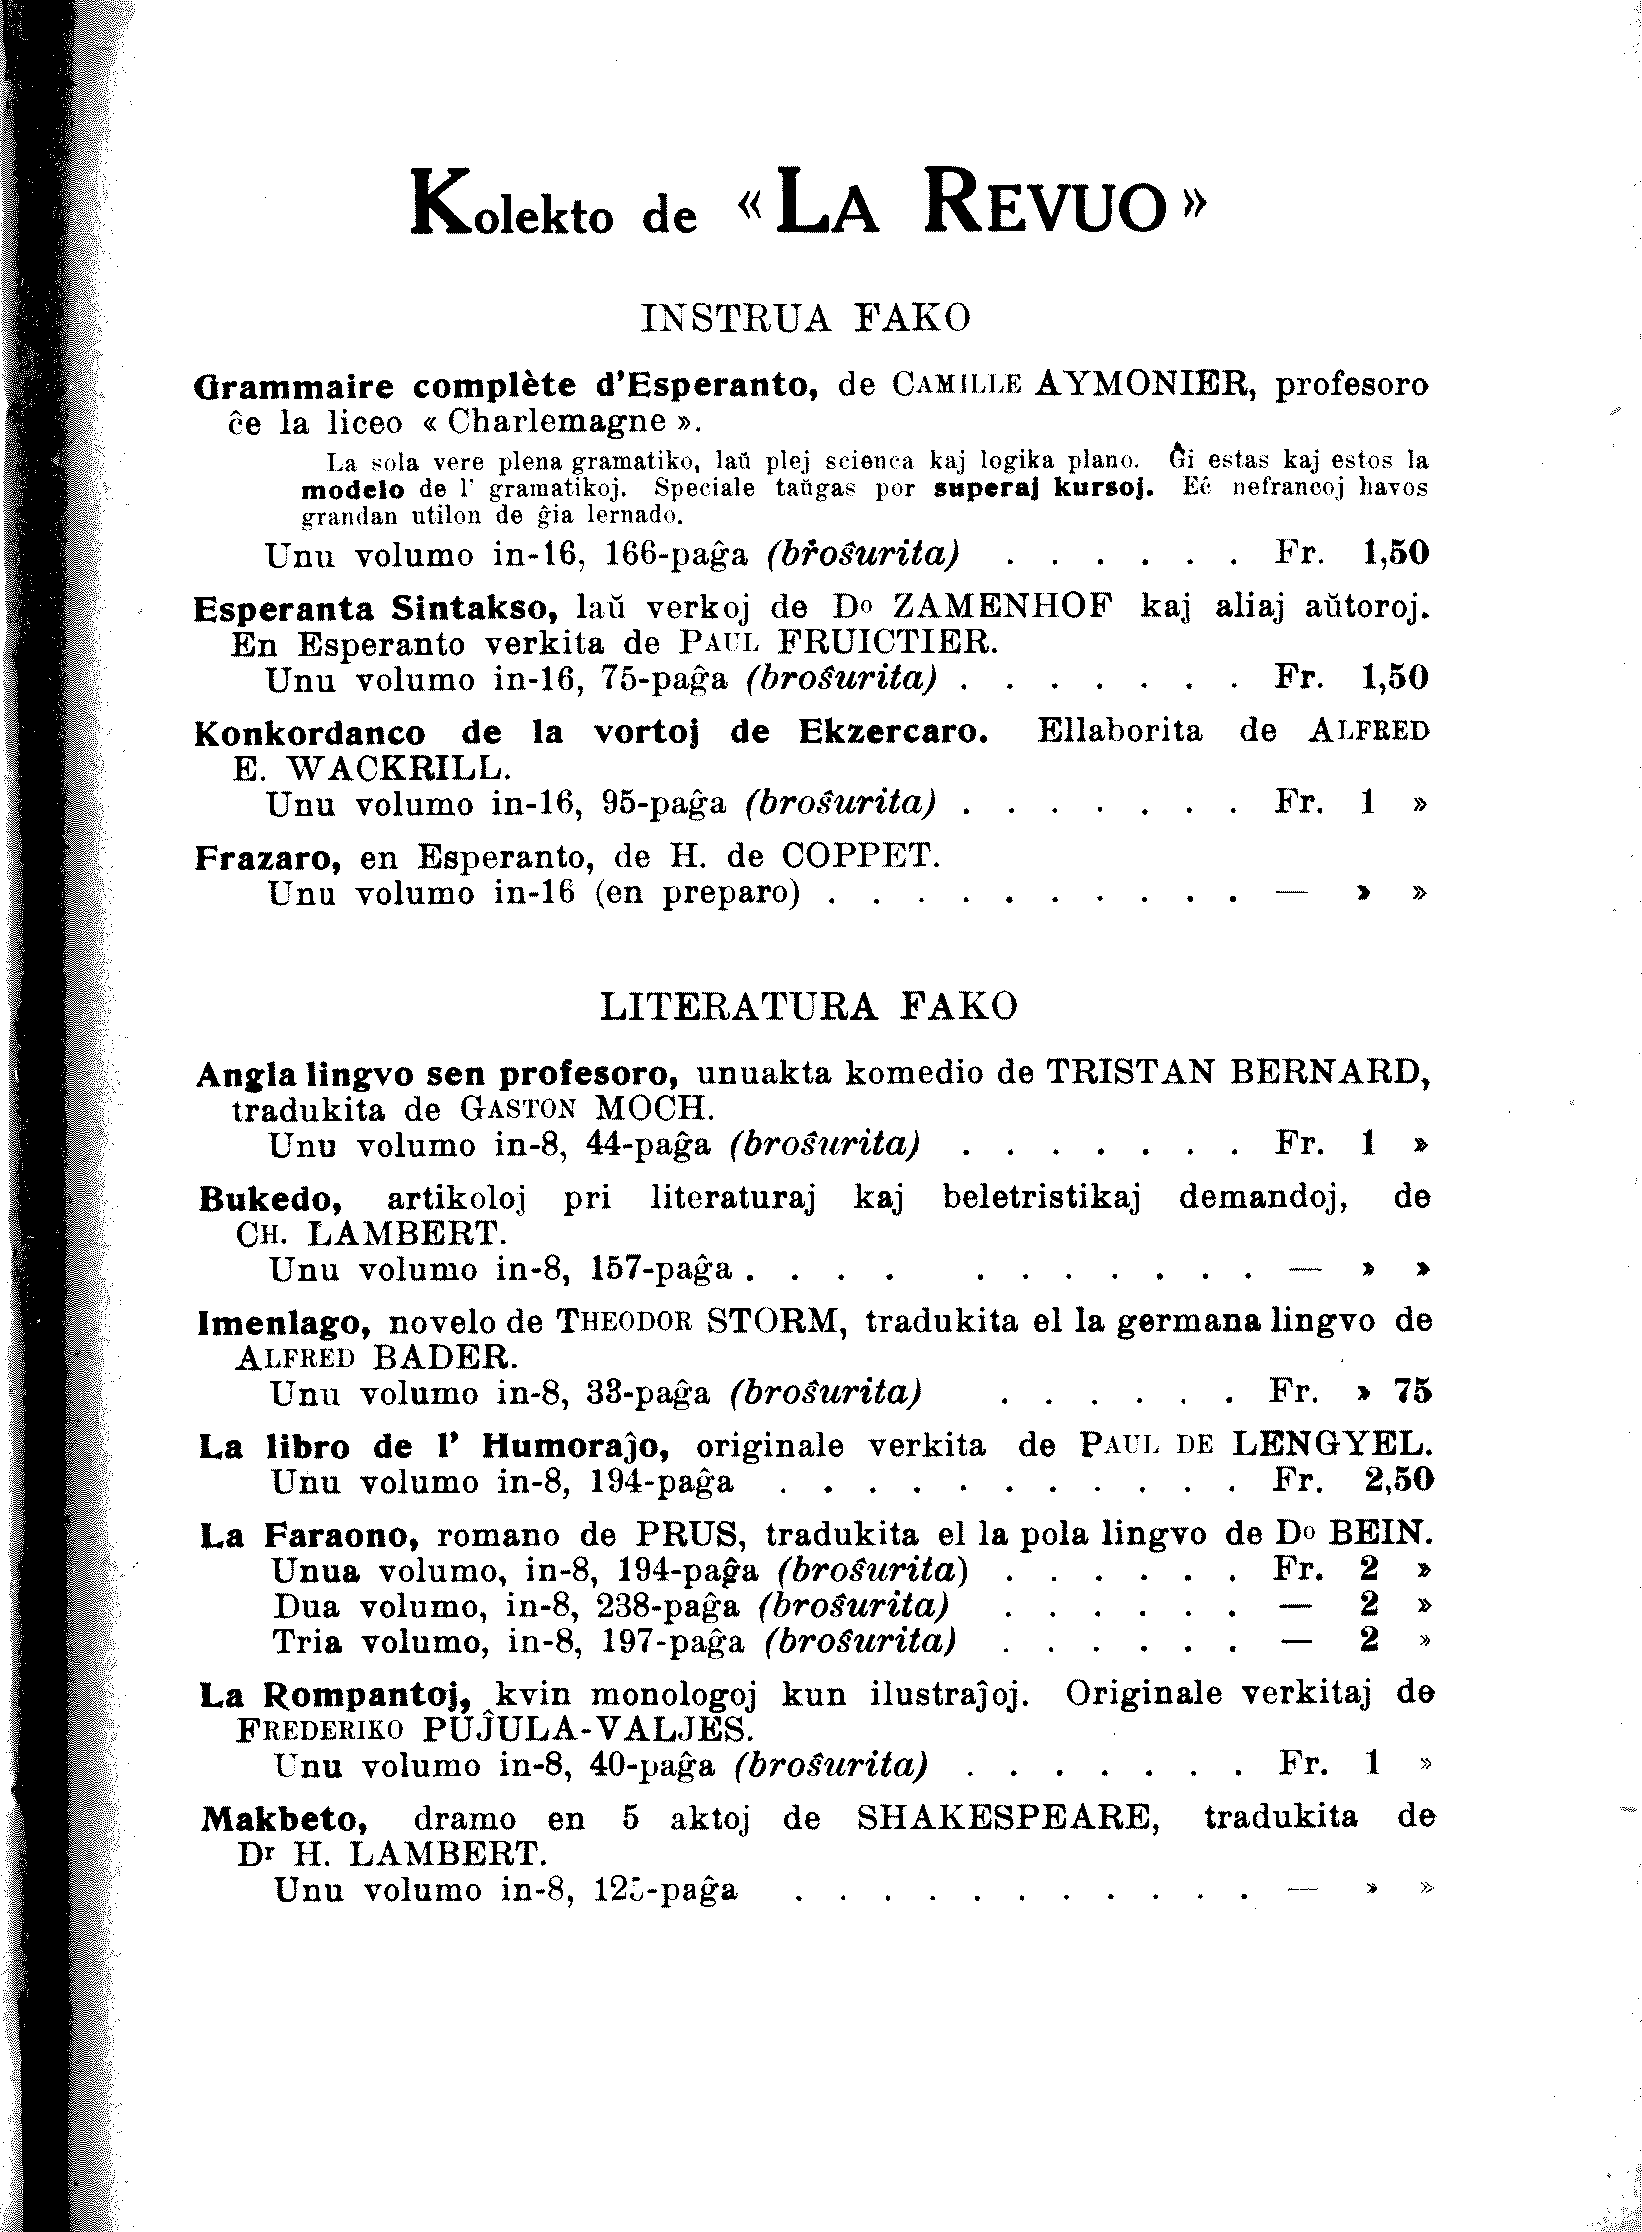 Kolekto de « LA REVUO »
INSTRUA FAKO
Grammaire complète d'Esperanto, de CAMILLE AYMONIER, profesoro
ĉe la liceo « Charlemagne ».
La sola vere plena gramatiko, laŭ plej scienca kaj logika plano. Ĝi estas kaj estos la
modelo de l' gramatikoj. Speciale taŭgas por superaj kursoj. Eĉ nefrancoj havos
grandan utilon de ĝia lernado.
Unu volumo in-16, 166-paĝa (broŝurita) . . . . . . Fr. 1,50
Esperanta Sintakso, laŭ verkoj de Dº ZAMENHOF kaj aliaj aŭtoroj.
En Esperanto verkita de PAUL FRUICTIER.
Unu volumo in-16, 75-paĝa (broŝurita) . . . . . . . Fr. 1,50
Konkordanco de la vortoj de Ekzercaro. Ellaborita de ALFRED
E. WACKRILL.
Unu volumo in-16, 95-paĝa (broŝurita) . . . . . . . Fr. 1 »
Frazaro, en Esperanto, de H. de COPPET.
Unu volumo in-16 (en preparo) . . . . . . . . . . — » »
LITERATURA FAKO
Angla lingvo sen profesoro, unuakta komedio de TRISTAN BERNARD,
tradukita de GASTON MOCH.
Unu volumo in-8, 44-paĝa (broŝurita) . . . . . . . Fr. 1 »
Bukedo, artikoloj pri literaturaj kaj beletristikaj demandoj, de
CH. LAMBERT.
Unu volumo in-8, 157-paĝa . . . . . . . . . . . — » »
Imenlago, novelo de THEODOR STORM, tradukita el la germana lingvo de
ALFRED BADER.
Unu volumo in-8, 33-paĝa (broŝurita) . . . . . . Fr. » 75
La libro de l' Humoraĵo, originale verkita de PAUL DE LENGYEL.
Unu volumo in-8, 194-paĝa . . . . . . . . . . . Fr. 2,50
La Faraono, romano de PRUS, tradukita el la pola lingvo de Dº BEIN.
Unua volumo, in-8, 194-paĝa (broŝurita) . . . . . . Fr. 2 »
Dua volumo, in-8, 238-paĝa (broŝurita) . . . . . . — 2 »
Tria volumo, in-8, 197-paĝa (broŝurita) . . . . . . — 2 »
La Rompantoj, kvin monologoj kun ilustraĵoj. Originale verkitaj de
FREDERIKO PUĴULA-VALJES.
Unu volumo in-8, 40-paĝa (broŝurita) . . . . . . . Fr. 1 »
Makbeto, dramo en 5 aktoj de SHAKESPEARE, tradukita de
Dr H. LAMBERT.
Unu volumo in-8, . . . . . . . . . . . — » »